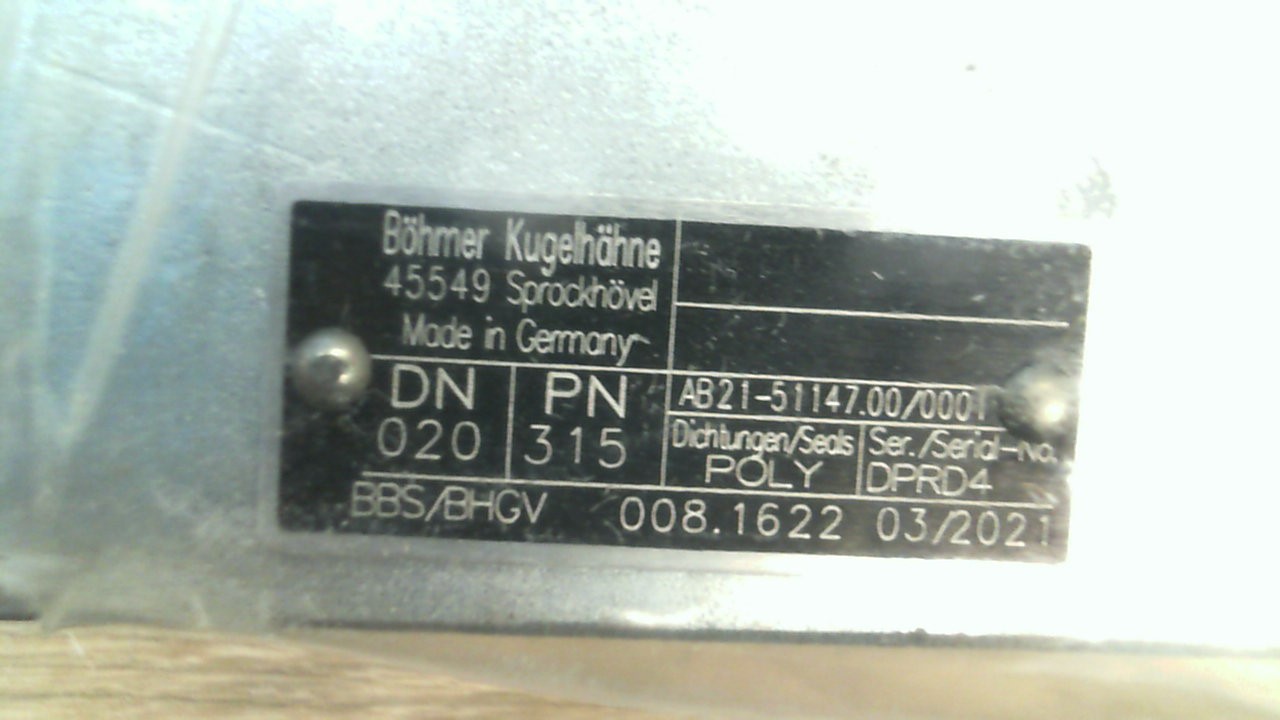 Böhmer Kugelhähne
45549 Sprockhövel
Made in Germany
DN
020
PN
315
AB21-51147.00/0001
Dichtungen/Seals
POLY
Ser./Serial-No.
DPRD4
BBS/BHGV 008.1622 03/2021